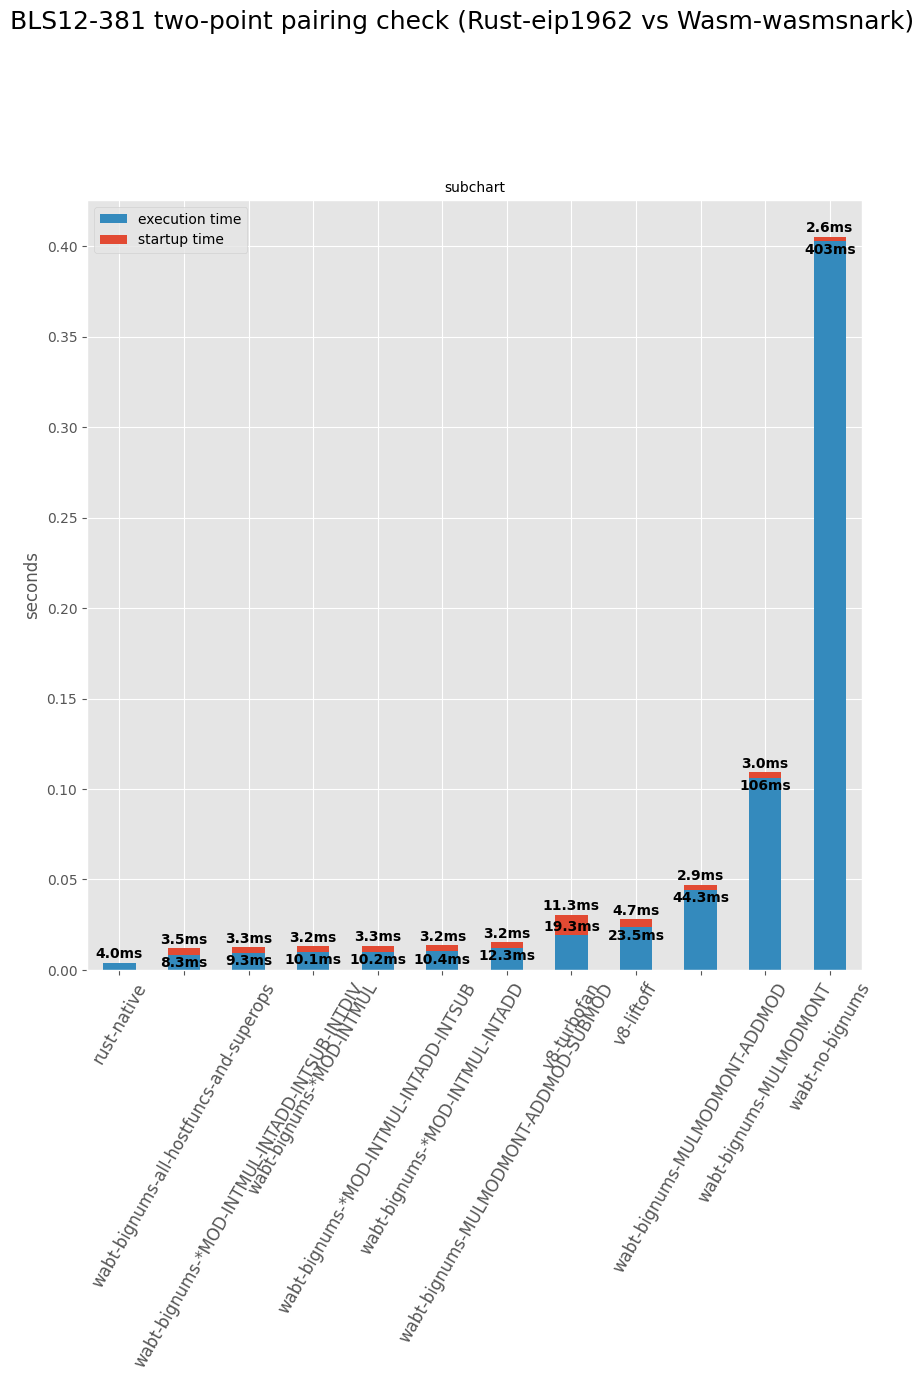 BLS12-381 two-point pairing check (Rust-eip1962 vs Wasm-wasmsnark)
subchart
execution time
startup time
seconds
0.40
0.35
0.30
0.25
0.20
0.15
0.10
0.05
0.00
4.0ms
3.5ms
8.3ms
3.3ms
9.3ms
3.2ms
10.1ms
3.3ms
10.2ms
3.2ms
10.4ms
3.2ms
12.3ms
11.3ms
19.3ms
4.7ms
23.5ms
2.9ms
44.3ms
3.0ms
106ms
2.6ms
403ms
rust-native
wabt-bignums-all-hostfuncs-and-superops
wabt-bignums-*MOD-INTMUL-INTADD-INTSUB-INTDIV
wabt-bignums-*MOD-INTMUL
wabt-bignums-*MOD-INTMUL-INTADD-INTSUB
wabt-bignums-*MOD-INTMUL-INTADD
wabt-bignums-MULMODMONT-ADDMOD-SUBMOD
v8-turbofan
v8-liftoff
wabt-bignums-MULMODMONT-ADDMOD
wabt-bignums-MULMODMONT
wabt-no-bignums